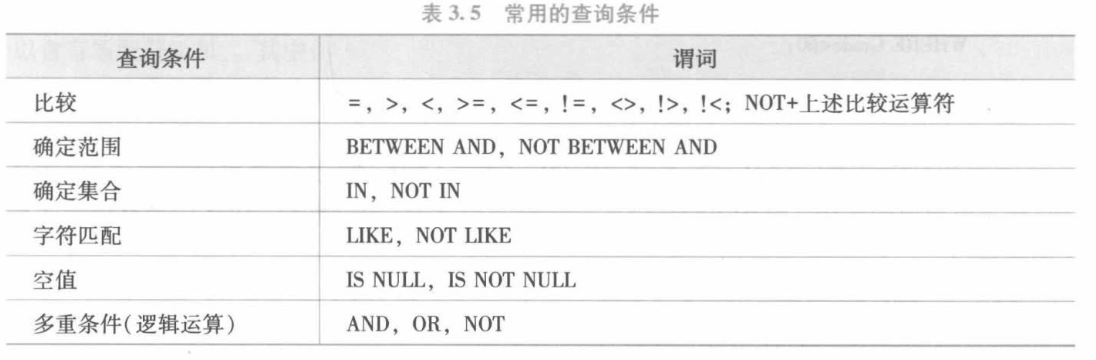 表 3.5 常用的查询条件
查询条件 谓词
比较 =, >, <, >=, <=, !=, <>, !>, !<; NOT+上述比较运算符
确定范围 BETWEEN AND, NOT BETWEEN AND
确定集合 IN, NOT IN
字符匹配 LIKE, NOT LIKE
空值 IS NULL, IS NOT NULL
多重条件(逻辑运算) AND, OR, NOT